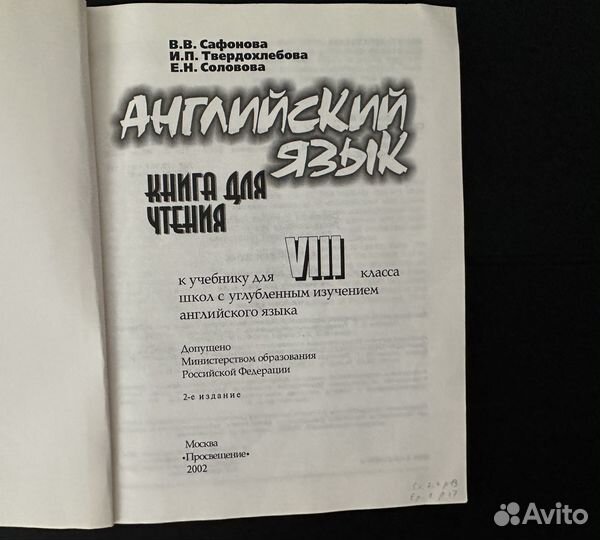 В.В. Сафонова
И.П. Твердохлебова
Е.Н. Соловова
АНГЛИЙСКИЙ
ЯЗЫК
КНИГА ДЛЯ
ЧТЕНИЯ
к учебнику для VIII класса
школ с углубленным изучением
английского языка
Допущено
Министерством образования
Российской Федерации
2-е издание
Москва
«Просвещение»
2002
Avito